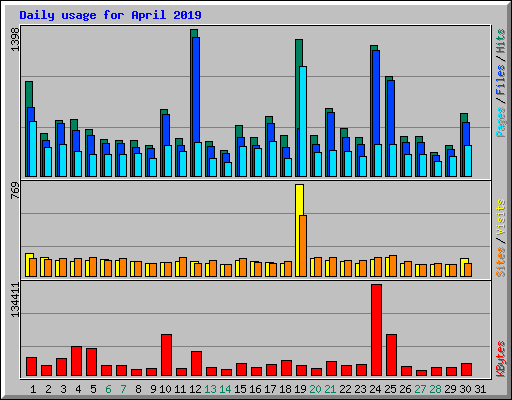 Daily usage for April 2019
1398
Pages / Files / Hits
769
Sites / Visits
134411
KBytes
1 2 3 4 5 6 7 8 9 10 11 12 13 14 15 16 17 18 19 20 21 22 23 24 25 26 27 28 29 30 31